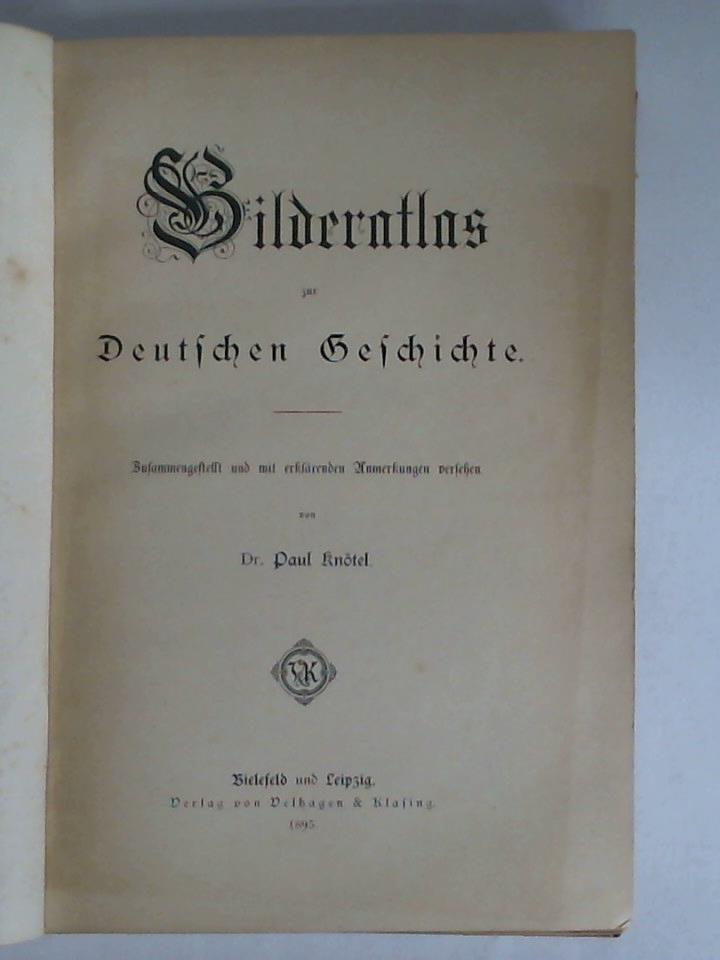 Bilderatlas
zur
Deutſchen Geſchichte.
Zuſammengeſtellt und mit erklärenden Anmerkungen verſehen
von
Dr. Paul Knötel.
VK
Bielefeld und Leipzig.
Verlag von Velhagen & Klaſing.
1895.